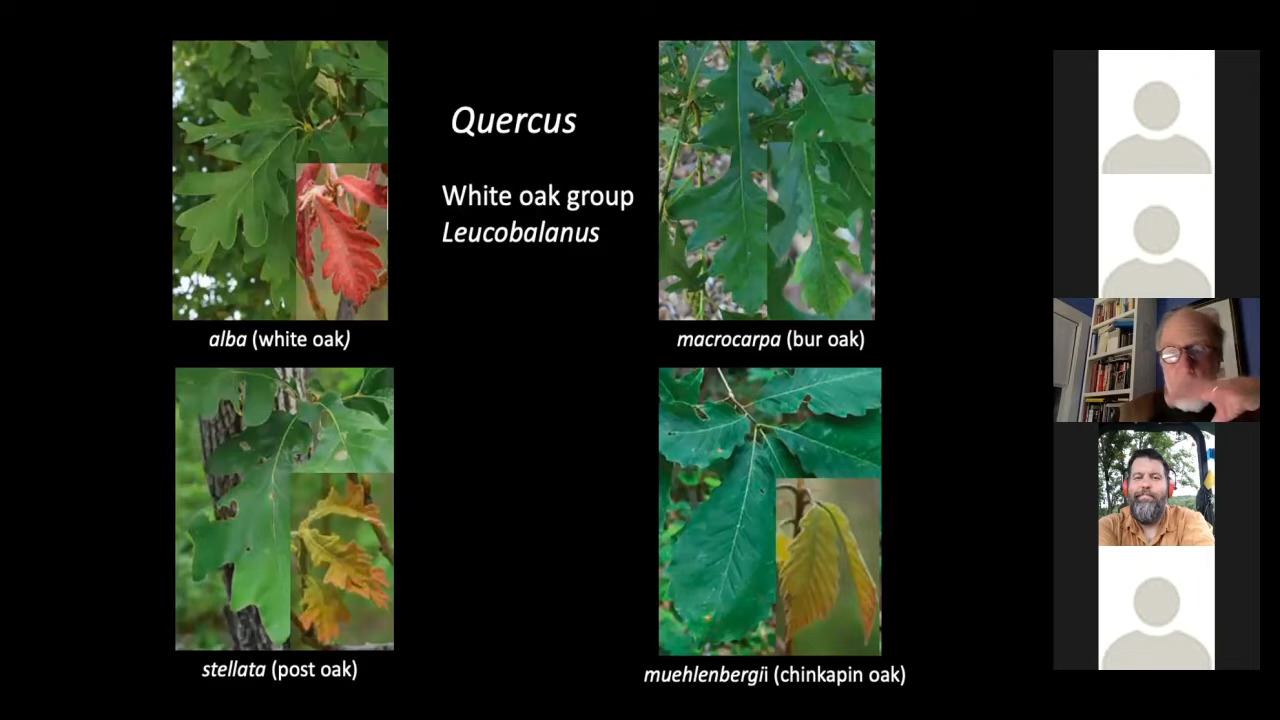 Quercus
White oak group
Leucobalanus
alba (white oak)
macrocarpa (bur oak)
stellata (post oak)
muehlenbergii (chinkapin oak)